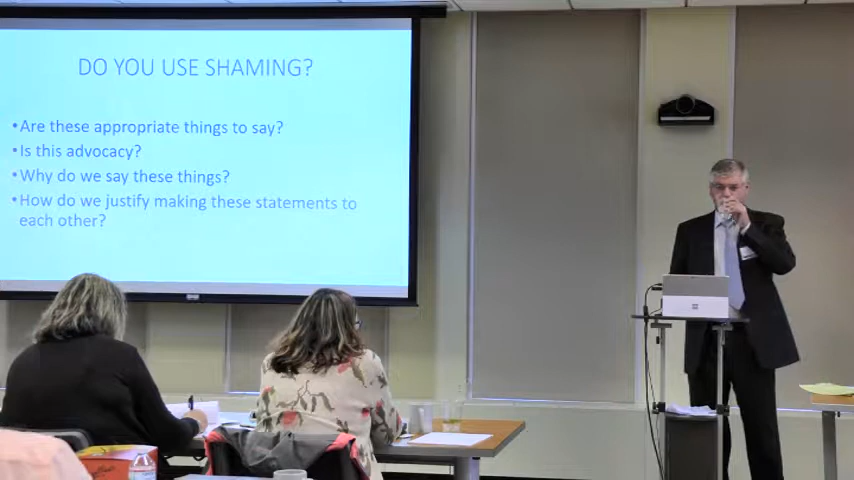 DO YOU USE SHAMING?
•Are these appropriate things to say?
•Is this advocacy?
•Why do we say these things?
•How do we justify making these statements to
each other?